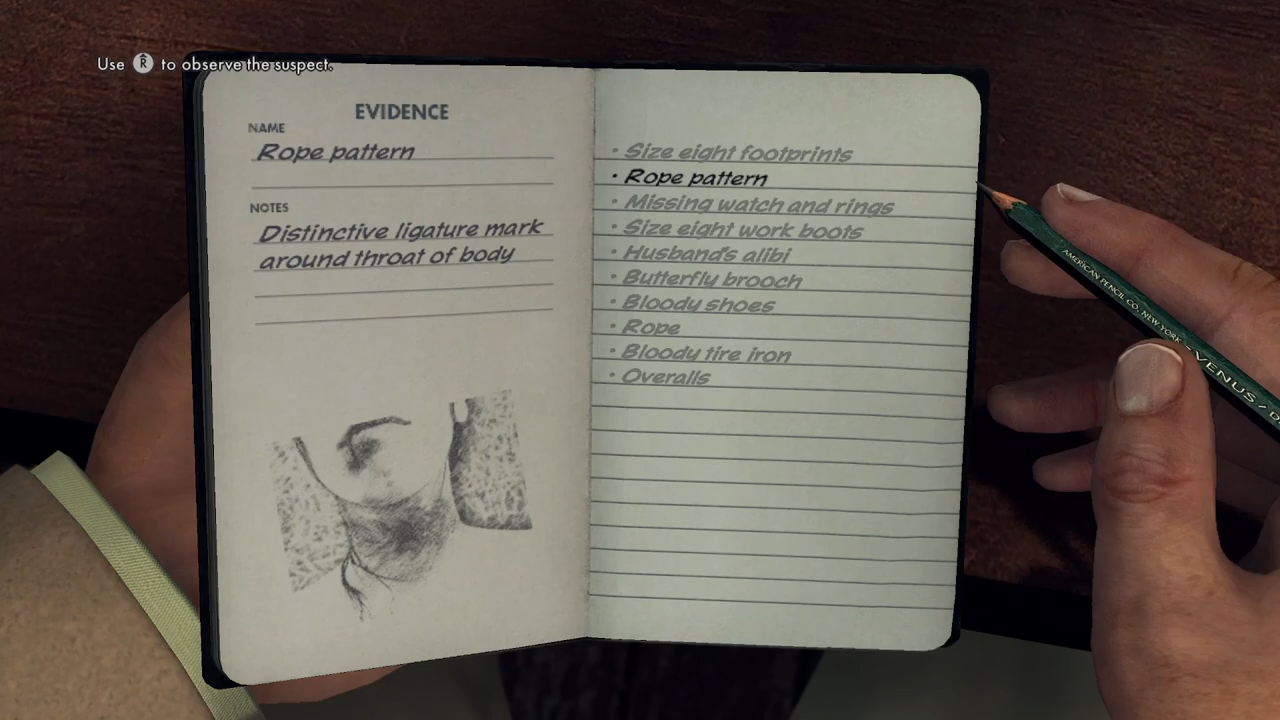 Use R to observe the suspect.
EVIDENCE
NAME
Rope pattern
NOTES
Distinctive ligature mark
around throat of body
• Size eight footprints
• Rope pattern
• Missing watch and rings
• Size eight work boots
• Husband's alibi
• Butterfly brooch
• Bloody shoes
• Rope
• Bloody tire iron
• Overalls
AMERICAN PENCIL CO. NEW YORK VENUS